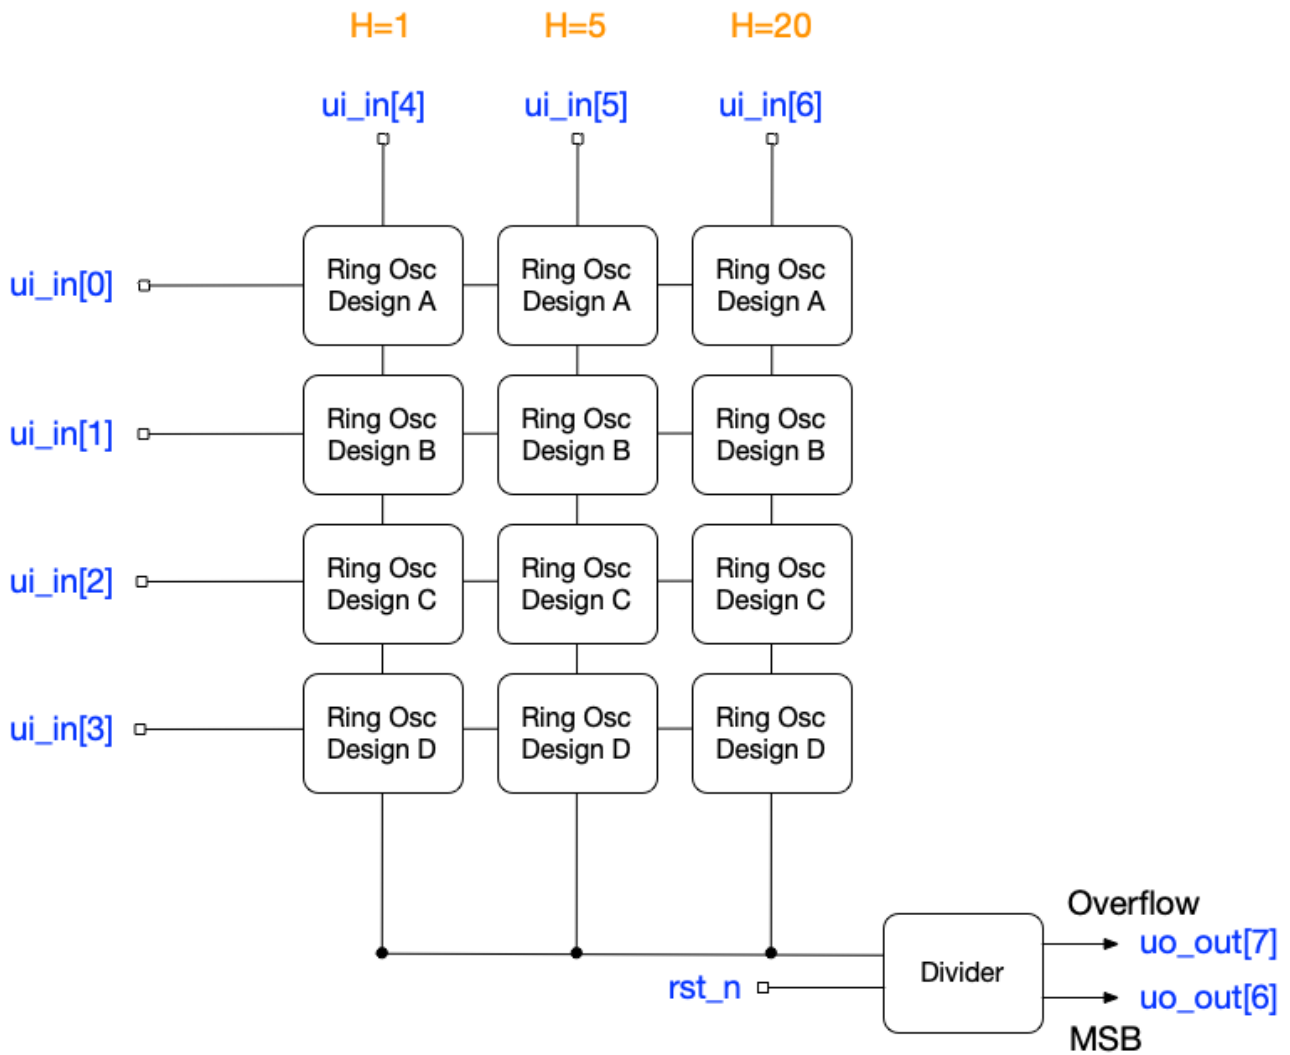 H=1 H=5 H=20
ui_in[4] ui_in[5] ui_in[6]
ui_in[0]
Ring Osc
Design A
Ring Osc
Design A
Ring Osc
Design A
ui_in[1]
Ring Osc
Design B
Ring Osc
Design B
Ring Osc
Design B
ui_in[2]
Ring Osc
Design C
Ring Osc
Design C
Ring Osc
Design C
ui_in[3]
Ring Osc
Design D
Ring Osc
Design D
Ring Osc
Design D
Overflow
uo_out[7]
Divider
rst_n
uo_out[6]
MSB